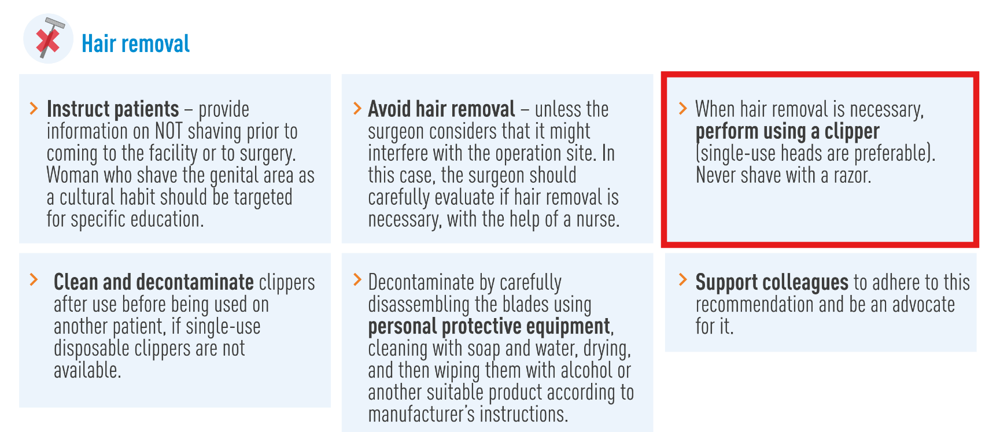 Hair removal
> Instruct patients – provide
information on NOT shaving prior to
coming to the facility or to surgery.
Woman who shave the genital area as
a cultural habit should be targeted
for specific education.
> Avoid hair removal – unless the
surgeon considers that it might
interfere with the operation site. In
this case, the surgeon should
carefully evaluate if hair removal is
necessary, with the help of a nurse.
> When hair removal is necessary,
perform using a clipper
(single-use heads are preferable).
Never shave with a razor.
> Clean and decontaminate clippers
after use before being used on
another patient, if single-use
disposable clippers are not
available.
> Decontaminate by carefully
disassembling the blades using
personal protective equipment,
cleaning with soap and water, drying,
and then wiping them with alcohol or
another suitable product according to
manufacturer’s instructions.
> Support colleagues to adhere to this
recommendation and be an advocate
for it.